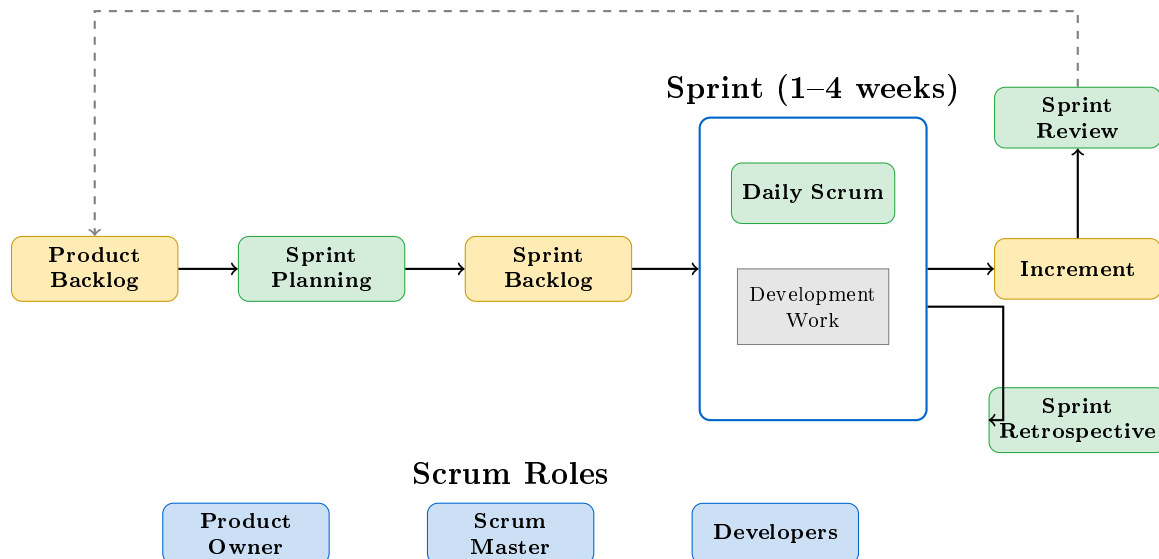 Sprint (1–4 weeks)
Sprint
Review
Daily Scrum
Product
Backlog
Sprint
Planning
Sprint
Backlog
Increment
Development
Work
Sprint
Retrospective
Scrum Roles
Product
Owner
Scrum
Master
Developers